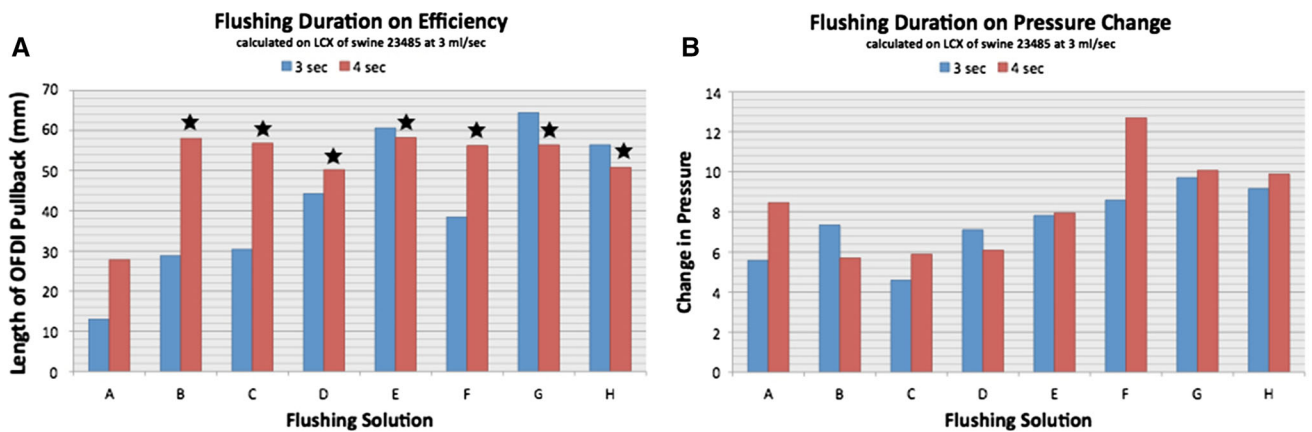 A
Flushing Duration on Efficiency
calculated on LCX of swine 23485 at 3 ml/sec
3 sec 4 sec
Length of OFDI Pullback (mm)
70
60
50
40
30
20
10
0
A B C D E F G H
Flushing Solution
B
Flushing Duration on Pressure Change
calculated on LCX of swine 23485 at 3 ml/sec
3 sec 4 sec
Change in Pressure
14
12
10
8
6
4
2
0
A B C D E F G H
Flushing Solution